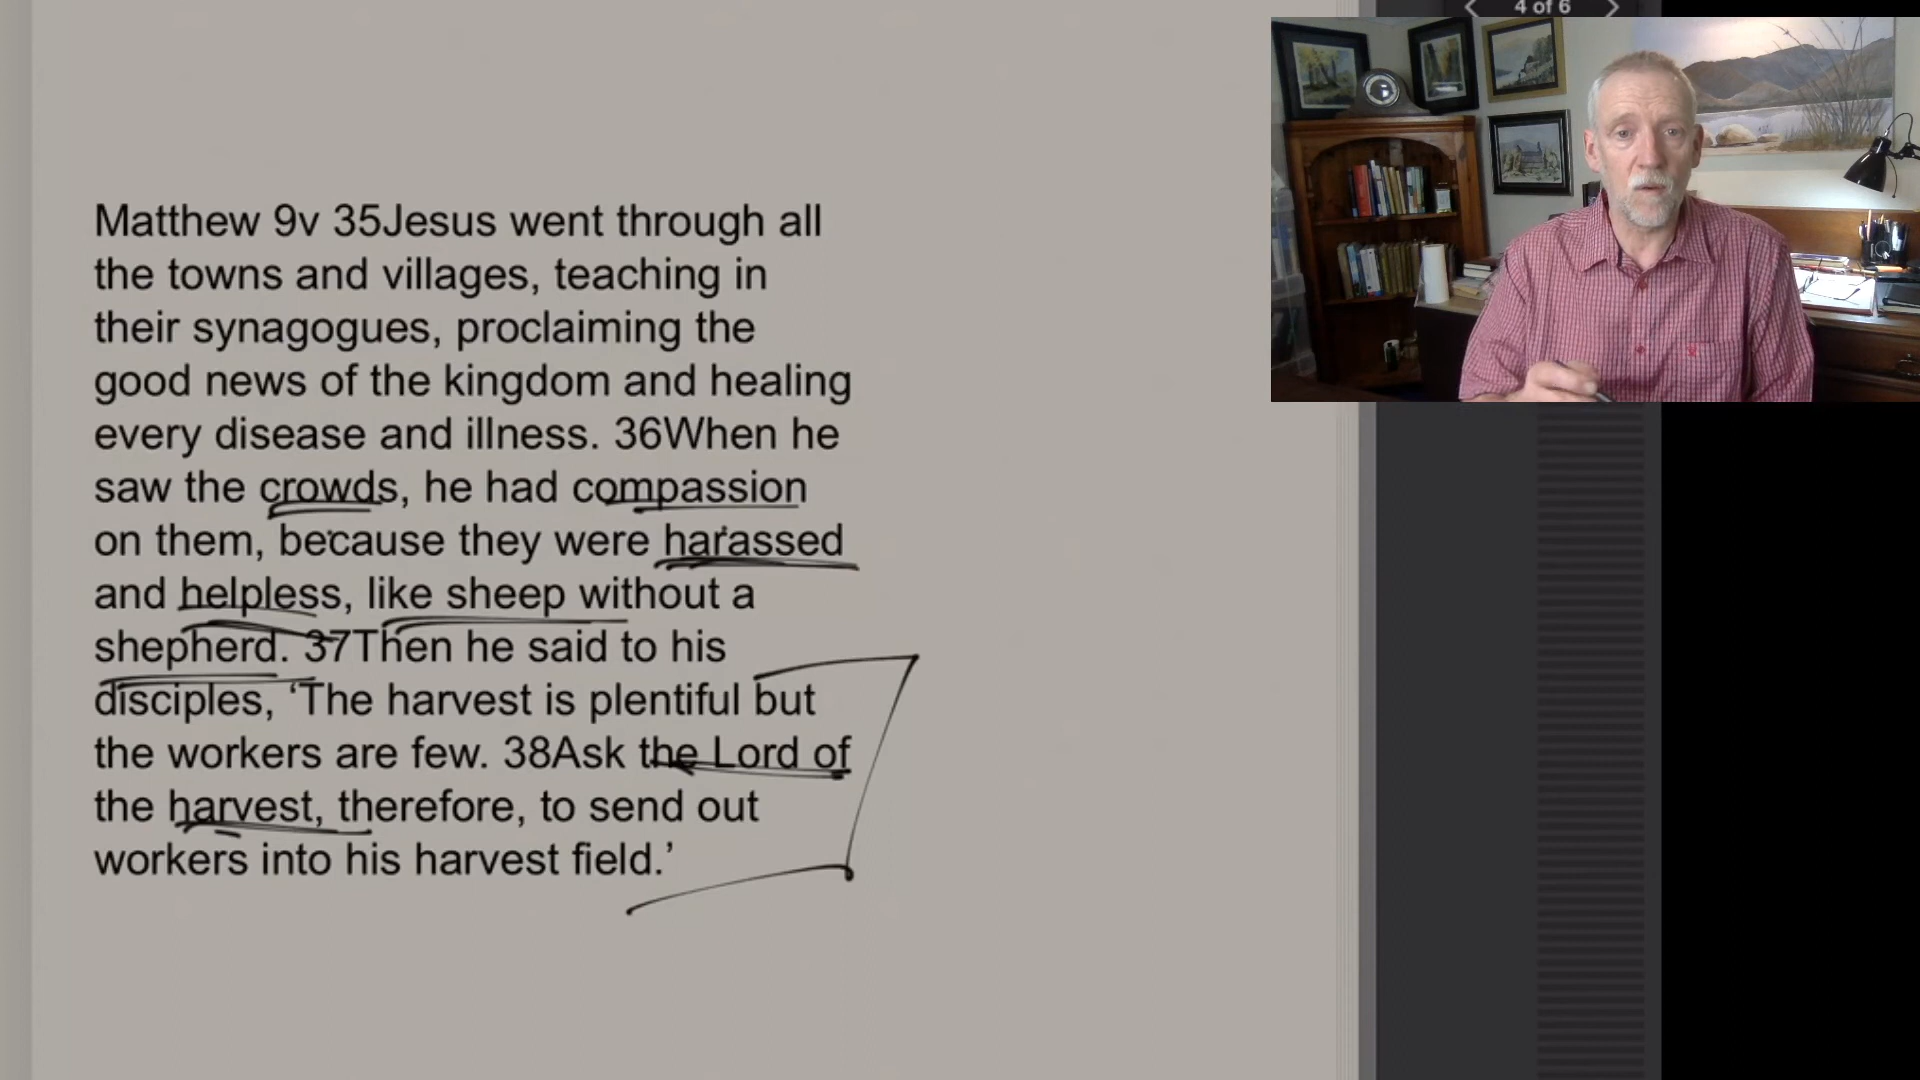 4 of 6
Matthew 9v 35Jesus went through all
the towns and villages, teaching in
their synagogues, proclaiming the
good news of the kingdom and healing
every disease and illness. 36When he
saw the crowds, he had compassion
on them, because they were harassed
and helpless, like sheep without a
shepherd. 37Then he said to his
disciples, ‘The harvest is plentiful but
the workers are few. 38Ask the Lord of
the harvest, therefore, to send out
workers into his harvest field.’